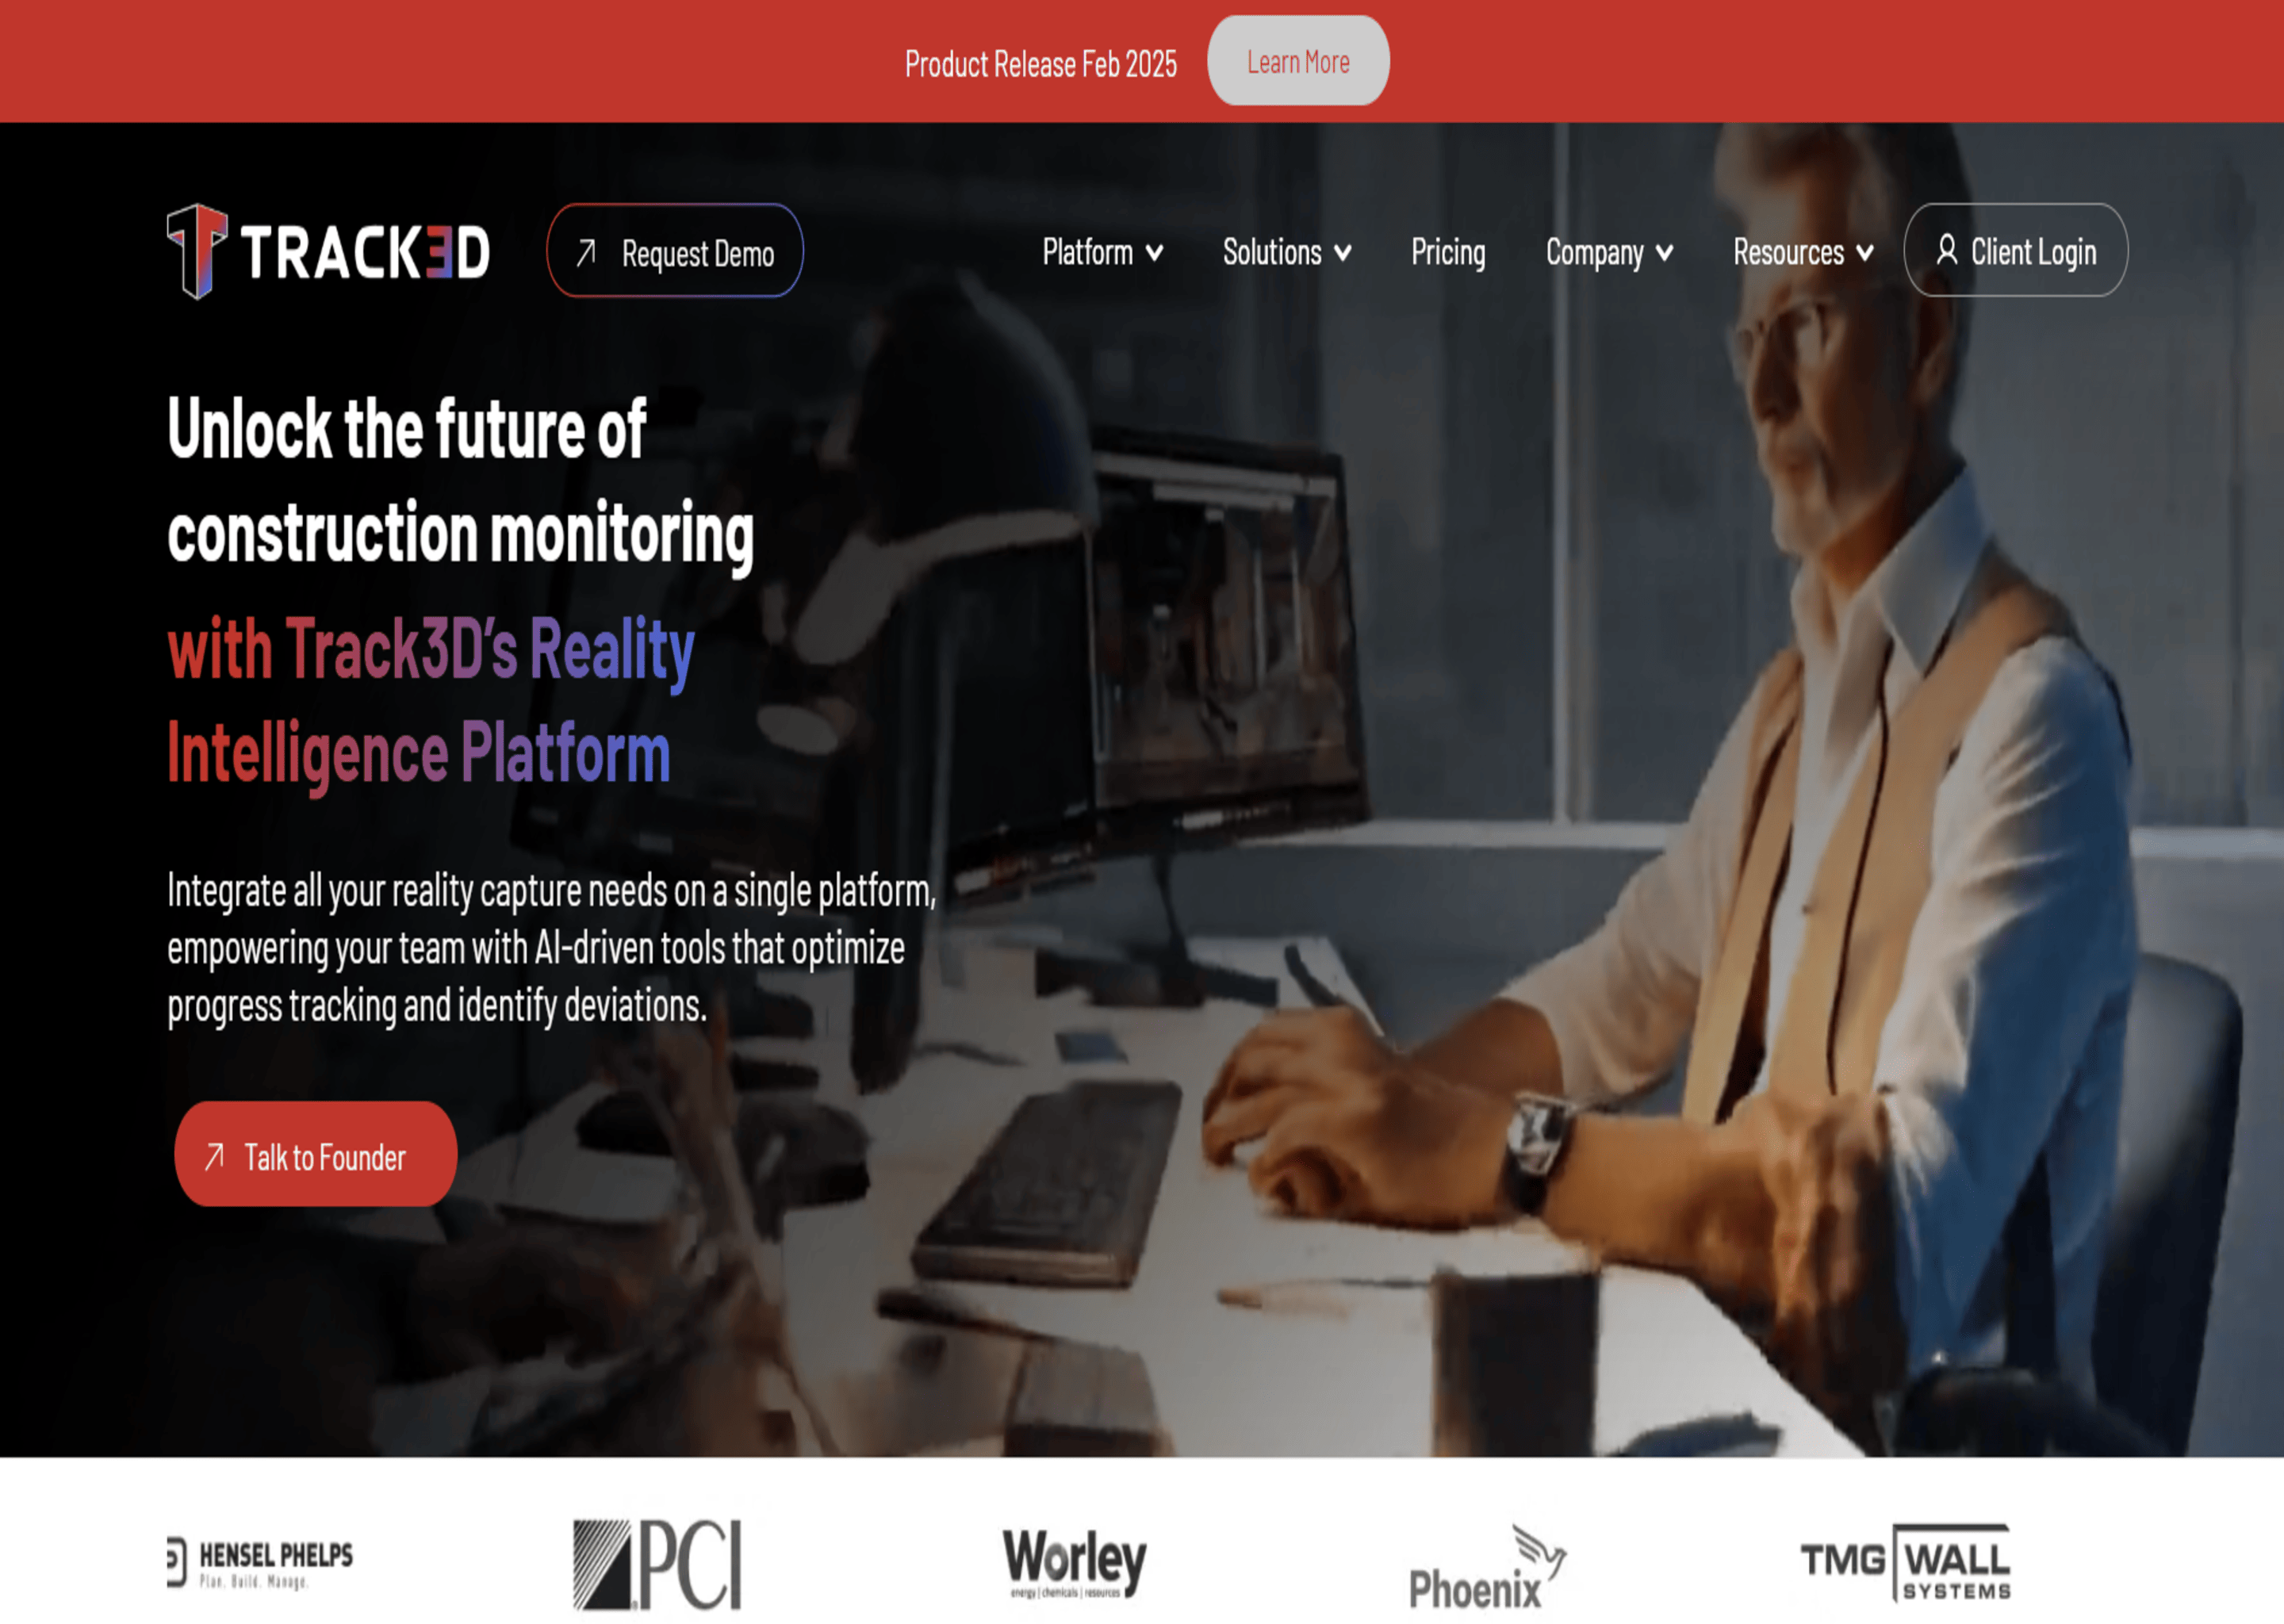 Product Release Feb 2025 Learn More
TRACK3D Request Demo Platform Solutions Pricing Company Resources Client Login
Unlock the future of
construction monitoring
with Track3D’s Reality
Intelligence Platform
Integrate all your reality capture needs on a single platform,
empowering your team with AI-driven tools that optimize
progress tracking and identify deviations.
Talk to Founder
HENSEL PHELPS
Plan. Build. Manage.
PCI
Worley
energy | chemicals | resources
Phoenix
TMG WALL
SYSTEMS